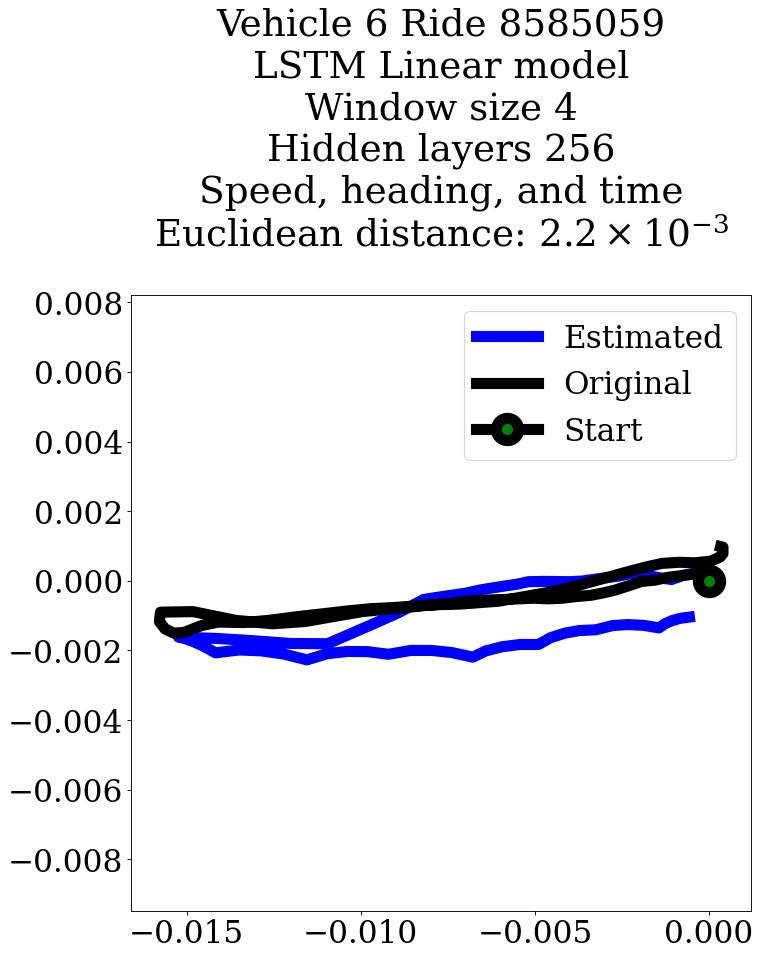 Vehicle 6 Ride 8585059
LSTM Linear model
Window size 4
Hidden layers 256
Speed, heading, and time
Euclidean distance: 2.2 × 10⁻³
0.008
0.006
0.004
0.002
0.000
−0.002
−0.004
−0.006
−0.008
Estimated
Original
Start
−0.015 −0.010 −0.005 0.000